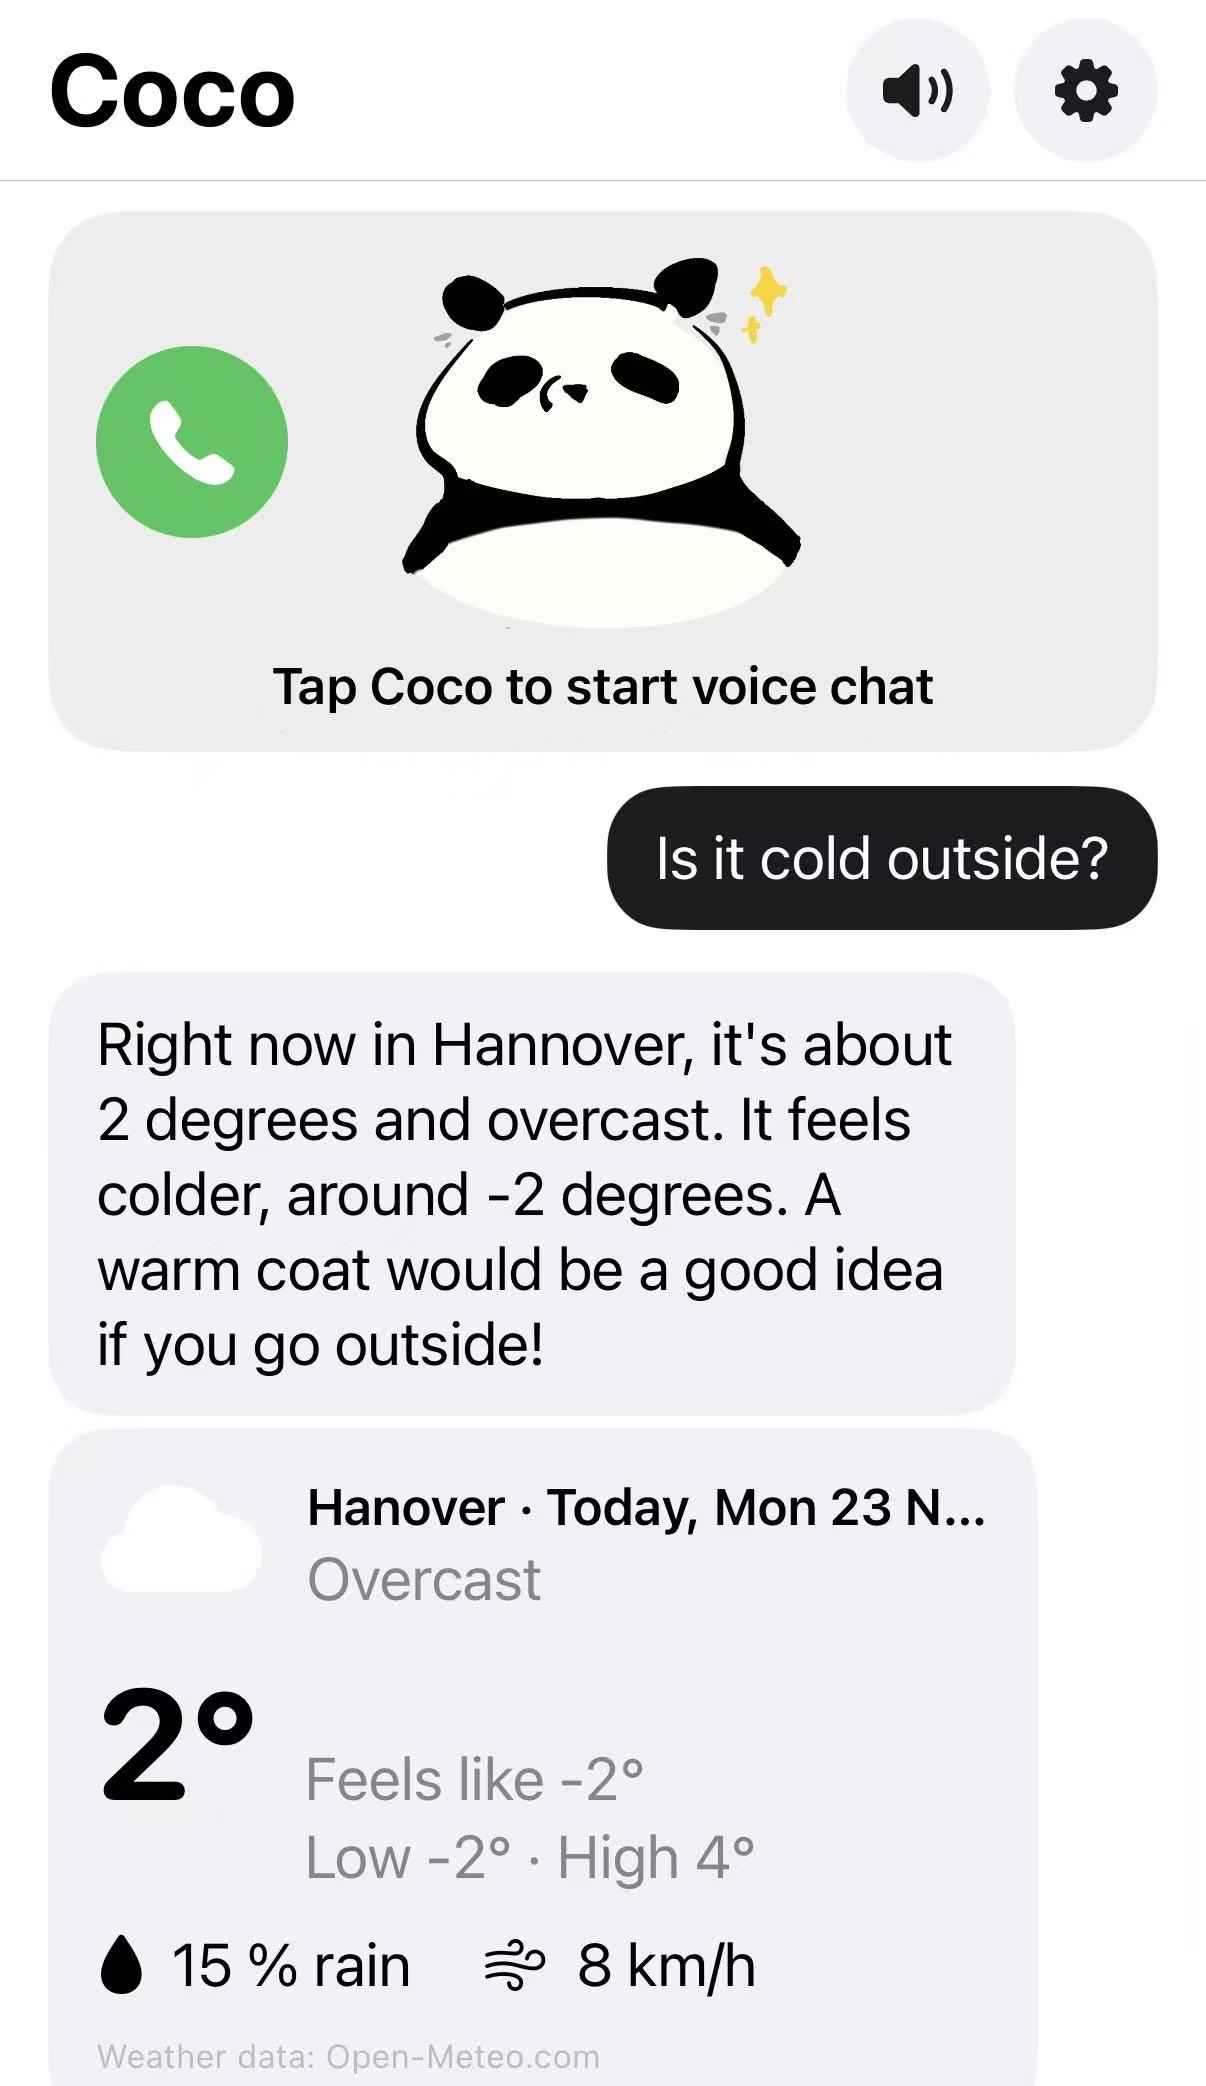 Coco
Tap Coco to start voice chat
Is it cold outside?
Right now in Hannover, it's about
2 degrees and overcast. It feels
colder, around -2 degrees. A
warm coat would be a good idea
if you go outside!
Hanover · Today, Mon 23 N...
Overcast
2°
Feels like -2°
Low -2° · High 4°
15 % rain 8 km/h
Weather data: Open-Meteo.com